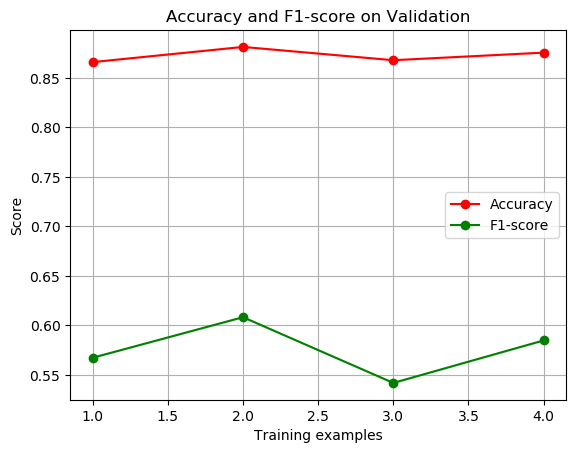 Accuracy and F1-score on Validation
Score
0.85
0.80
0.75
0.70
0.65
0.60
0.55
Accuracy
F1-score
1.0 1.5 2.0 2.5 3.0 3.5 4.0
Training examples